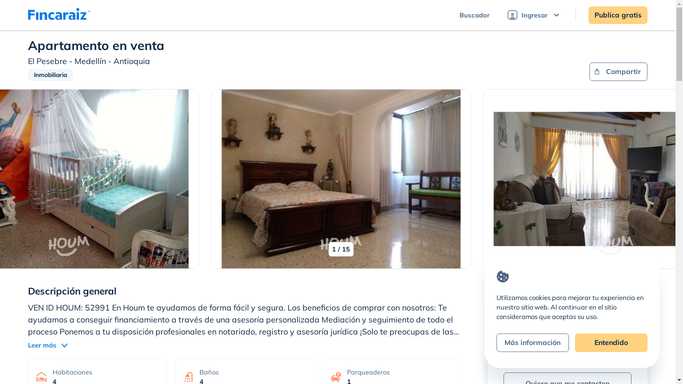 Fincaraiz
Buscador
Ingresar
Publica gratis
Apartamento en venta
El Pesebre - Medellín - Antioquia
Inmobiliaria
Compartir
HOUM
HOUM
HOUM
1 / 15
Descripción general
VEN ID HOUM: 52991 En Houm te ayudamos de forma fácil y segura. Los beneficios de comprar con nosotros: Te
ayudamos a conseguir financiamiento a través de una asesoría personalizada Mediación y seguimiento de todo el
proceso Ponemos a tu disposición profesionales en notariado, registro y asesoría jurídica ¡Solo te preocupas de las...
Leer más
Habitaciones
4
Baños
4
Parqueaderos
1
Utilizamos cookies para mejorar tu experiencia en
nuestro sitio web. Al continuar en el sitio
consideramos que aceptas su uso.
Más información
Entendido
Quiero que me contacten